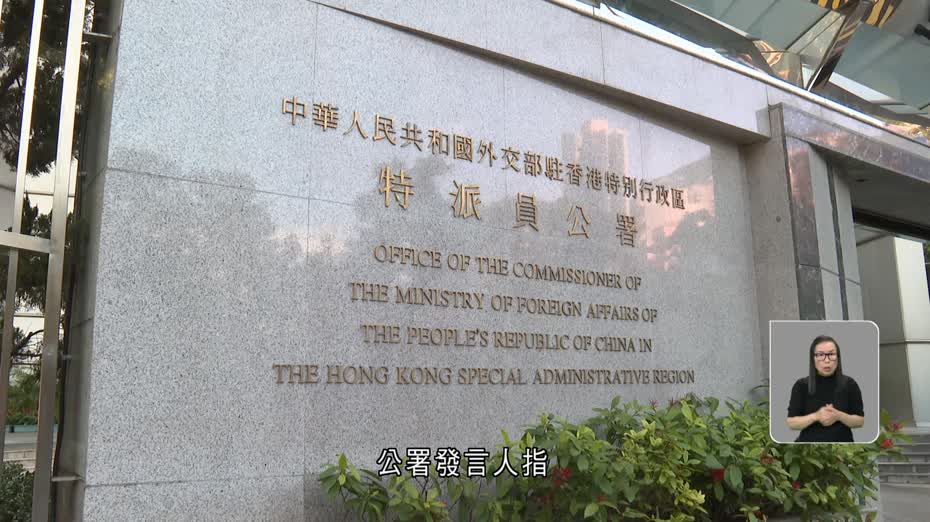 中華人民共和國外交部駐香港特別行政區
特派員公署
OFFICE OF THE COMMISSIONER OF
THE MINISTRY OF FOREIGN AFFAIRS OF
THE PEOPLE'S REPUBLIC OF CHINA IN
THE HONG KONG SPECIAL ADMINISTRATIVE REGION
公署發言人指